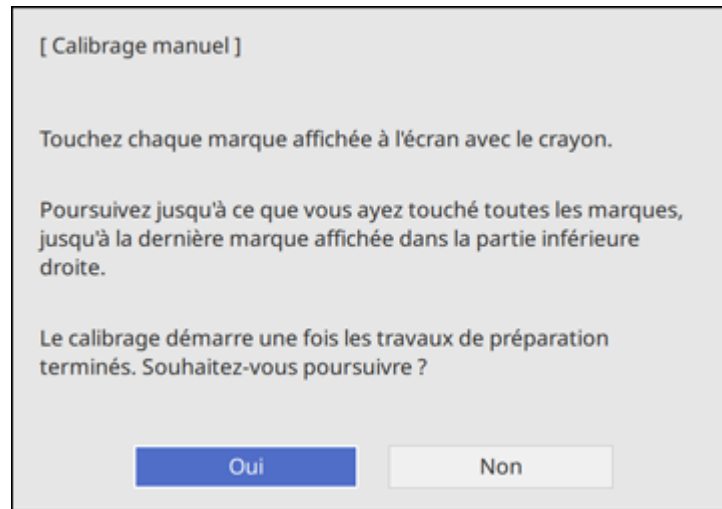 [ Calibrage manuel ]
Touchez chaque marque affichée à l'écran avec le crayon.
Poursuivez jusqu'à ce que vous ayez touché toutes les marques,
jusqu'à la dernière marque affichée dans la partie inférieure
droite.
Le calibrage démarre une fois les travaux de préparation
terminés. Souhaitez-vous poursuivre ?
Oui
Non